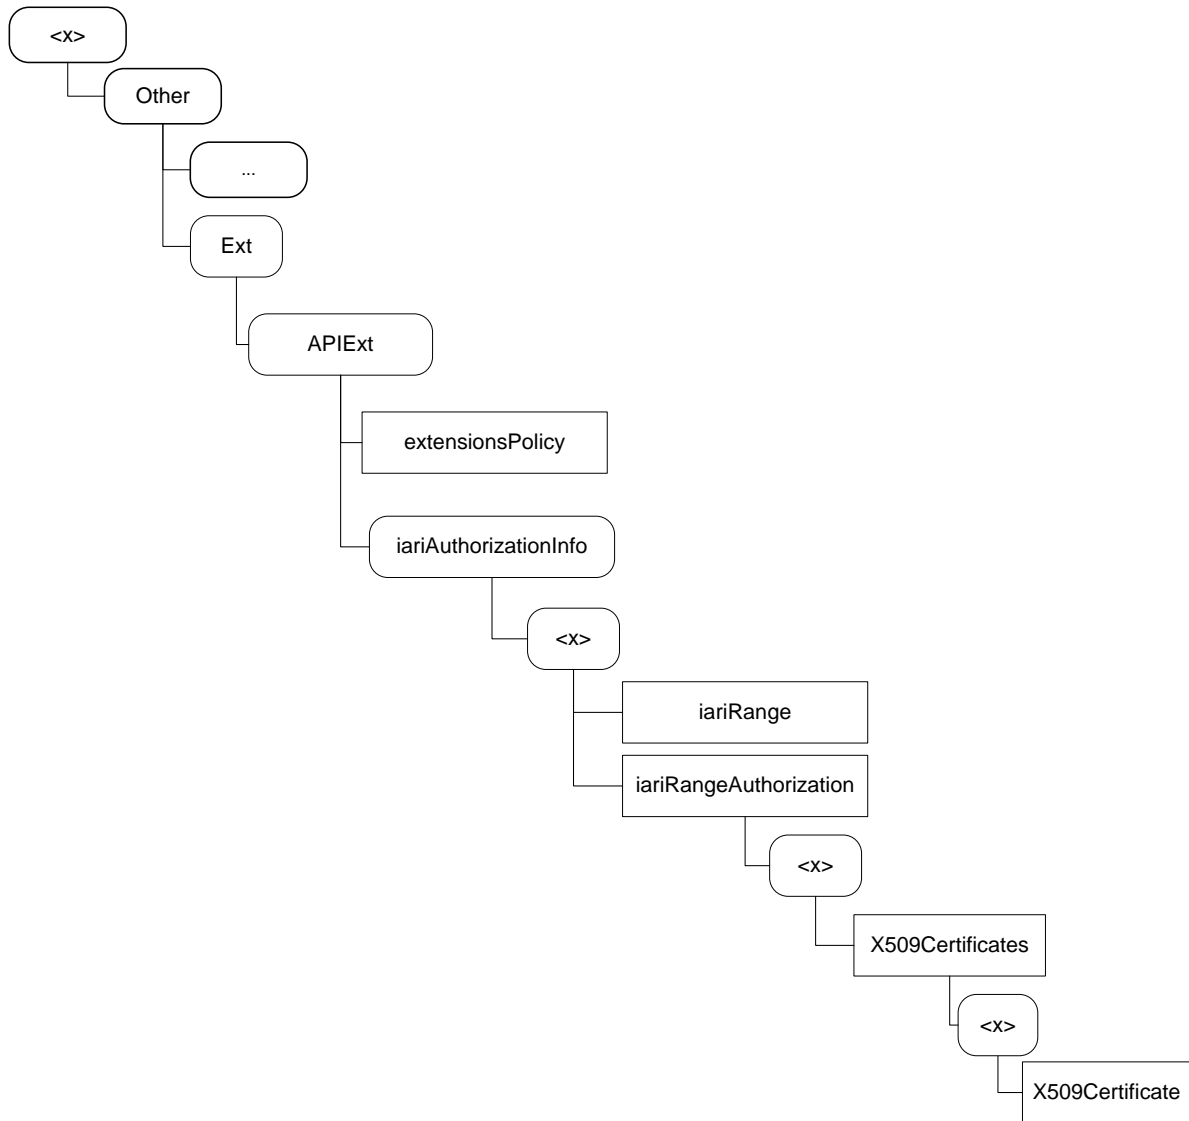 <x>
Other
...
Ext
APIExt
extensionsPolicy
iariAuthorizationInfo
<x>
iariRange
iariRangeAuthorization
<x>
X509Certificates
<x>
X509Certificate